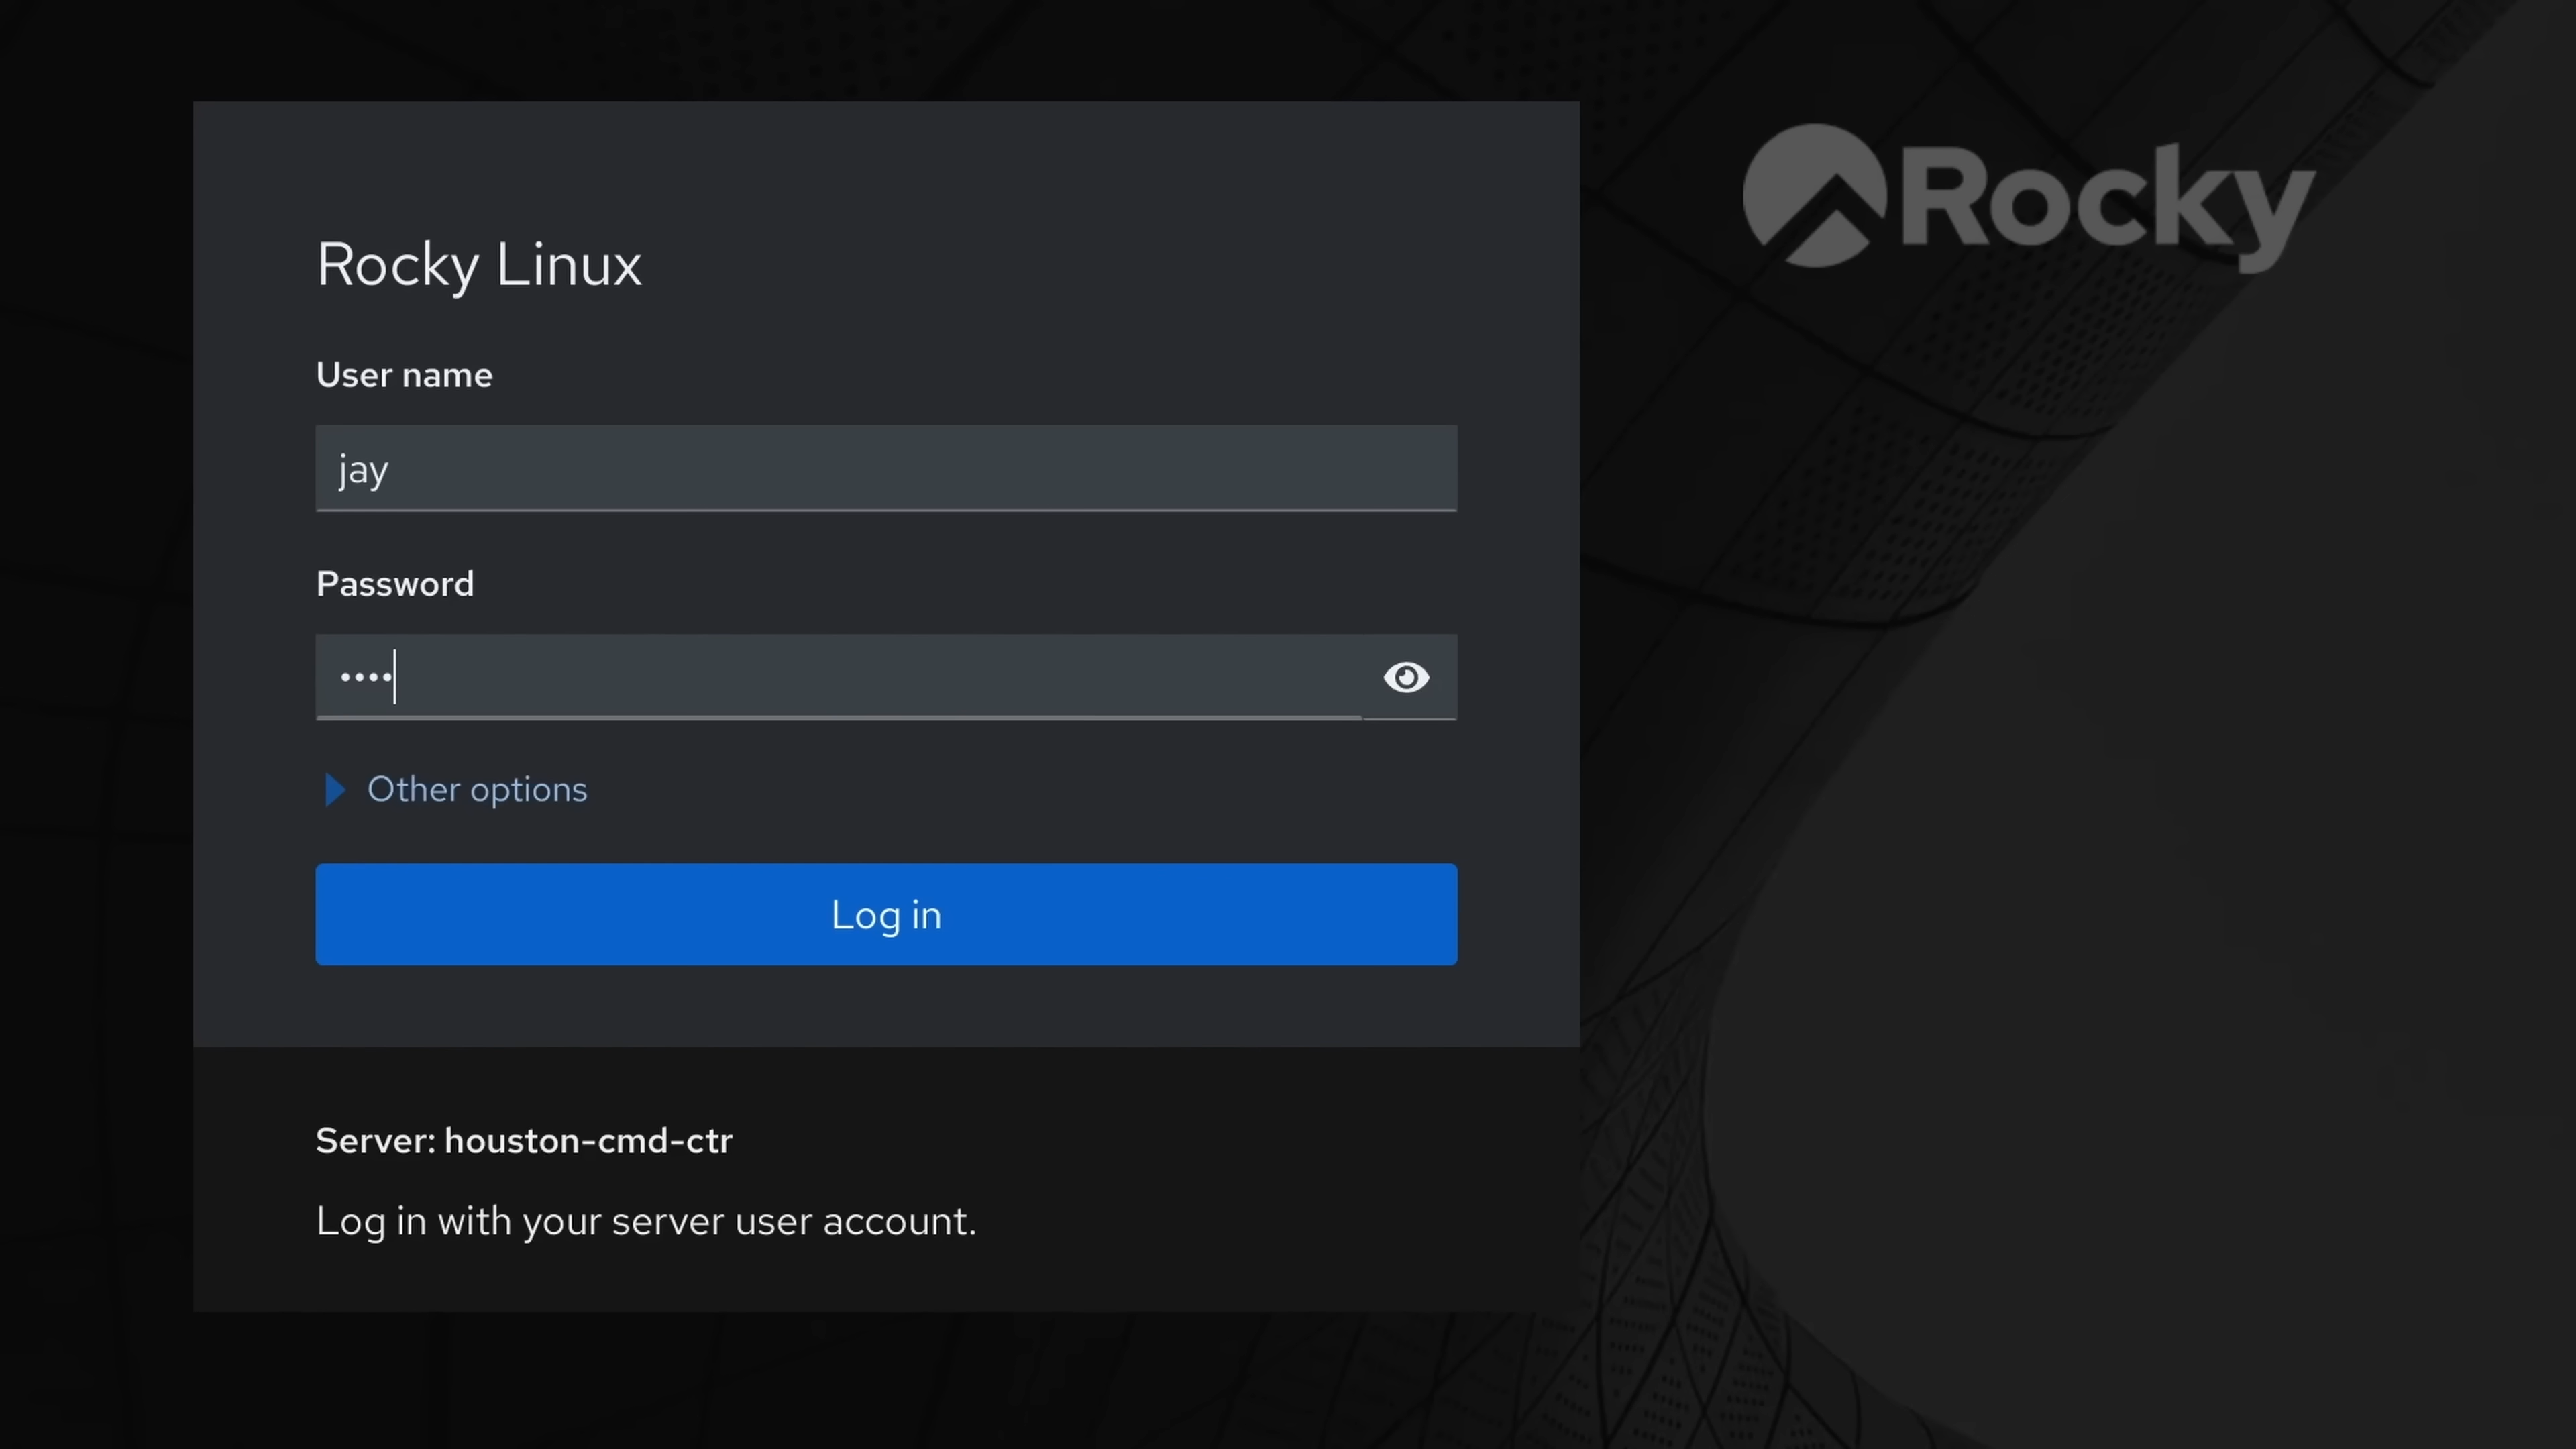 Rocky
Rocky Linux
User name
jay
Password
••••
Other options
Log in
Server: houston-cmd-ctr
Log in with your server user account.